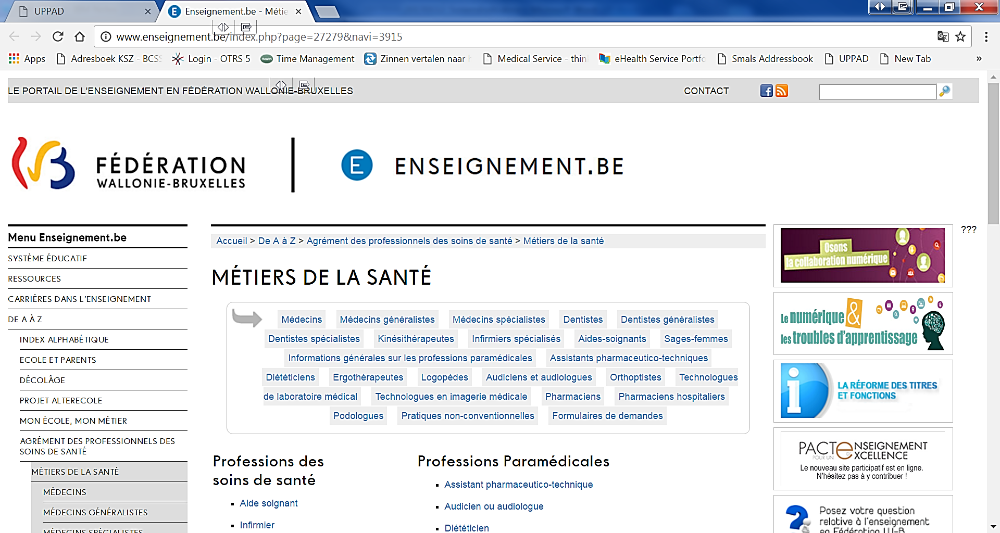 UPPAD
Enseignement.be - Métie
www.enseignement.be/index.php?page=27279&navi=3915
Apps
Adresboek KSZ - BCSS
Login - OTRS 5
Time Management
Zinnen vertalen naar
Medical Service - thin
eHealth Service Portfo
Smals Addressbook
UPPAD
New Tab
»
LE PORTAIL DE L'ENSEIGNEMENT EN FÉDÉRATION WALLONIE-BRUXELLES
CONTACT
FÉDÉRATION
WALLONIE-BRUXELLES
E ENSEIGNEMENT.BE
Menu Enseignement.be
SYSTÈME ÉDUCATIF
RESSOURCES
CARRIÈRES DANS L'ENSEIGNEMENT
DE A À Z
INDEX ALPHABÉTIQUE
ECOLE ET PARENTS
DÉCOLÂGE
PROJET ALTERECOLE
MON ÉCOLE, MON MÉTIER
AGRÉMENT DES PROFESSIONNELS DES
SOINS DE SANTÉ
MÉTIERS DE LA SANTÉ
MÉDECINS
MÉDECINS GÉNÉRALISTES
MÉDECINS SPÉCIALISTES
Accueil > De A à Z > Agrément des professionnels des soins de santé > Métiers de la santé
MÉTIERS DE LA SANTÉ
Médecins Médecins généralistes Médecins spécialistes Dentistes Dentistes généralistes
Dentistes spécialistes Kinésithérapeutes Infirmiers spécialisés Aides-soignants Sages-femmes
Informations générales sur les professions paramédicales Assistants pharmaceutico-techniques
Diététiciens Ergothérapeutes Logopèdes Audiciens et audiologues Orthoptistes Technologues
de laboratoire médical Technologues en imagerie médicale Pharmaciens Pharmaciens hospitaliers
Podologues Pratiques non-conventionnelles Formulaires de demandes
Professions des
soins de santé
Aide soignant
Infirmier
Professions Paramédicales
Assistant pharmaceutico-technique
Audicien ou audiologue
Diététicien
Osons
la collaboration numérique
???
Le numérique &
les troubles d'apprentissage
LA RÉFORME DES TITRES
ET FONCTIONS
PACTE NSEIGNEMENT
POUR UN D'EXCELLENCE
Le nouveau site participatif est en ligne.
N'hésitez pas à y contribuer !
Posez votre question
relative à l'enseignement
en Fédération W-B